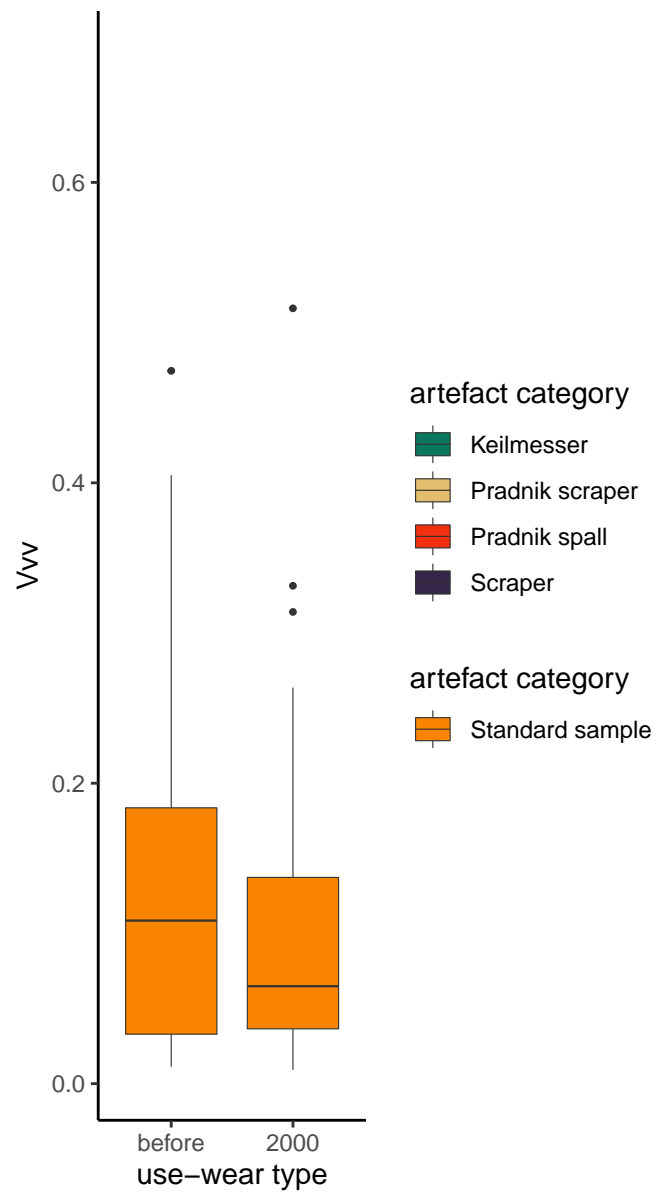 0.6
0.4
0.2
0.0
Vvv
before 2000
use−wear type
artefact category
Keilmesser
Pradnik scraper
Pradnik spall
Scraper
artefact category
Standard sample